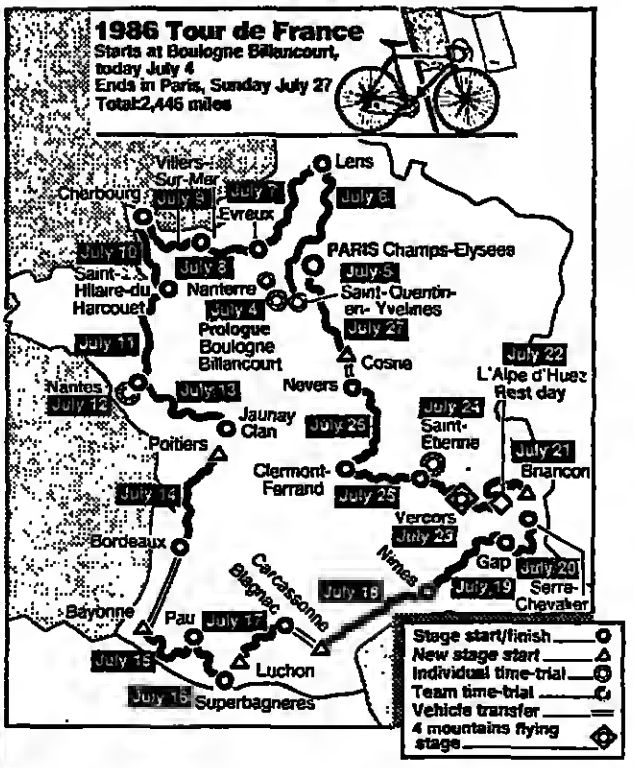 1986 Tour de France
Starts at Boulogne Billancourt,
today July 4
Ends in Paris, Sunday July 27
Total:2,446 miles
Lens
Villers-
Sur-Mer
Cherbourg
July 9
July 7
Evreux
July 6
July 10
July 8
PARIS Champs-Elysees
July 5
Saint-
Hilaire-du
Harcouet
Nanterre
July 4
Prologue
Boulogne
Billancourt
Saint-Quentin-
en-Yvelines
July 27
July 11
Cosne
July 22
L'Alpe d'Huez
Rest day
Nantes
July 12
July 13
Nevers
July 24
Saint-
Etienne
Jaunay
Clan
Poitiers
July 21
Briancon
Clermont-
Ferrand
July 25
July 14
Vercors
July 23
Bordeaux
Nimes
Gap
July 20
July 19
Serre-
Chevalier
Carcassonne
Blagnac
July 18
Bayonne
Pau
July 17
July 15
Luchon
July 16
Superbagneres
Stage start/finish
New stage start
Individual time-trial
Team time-trial
Vehicle transfer
4 mountains flying
stage